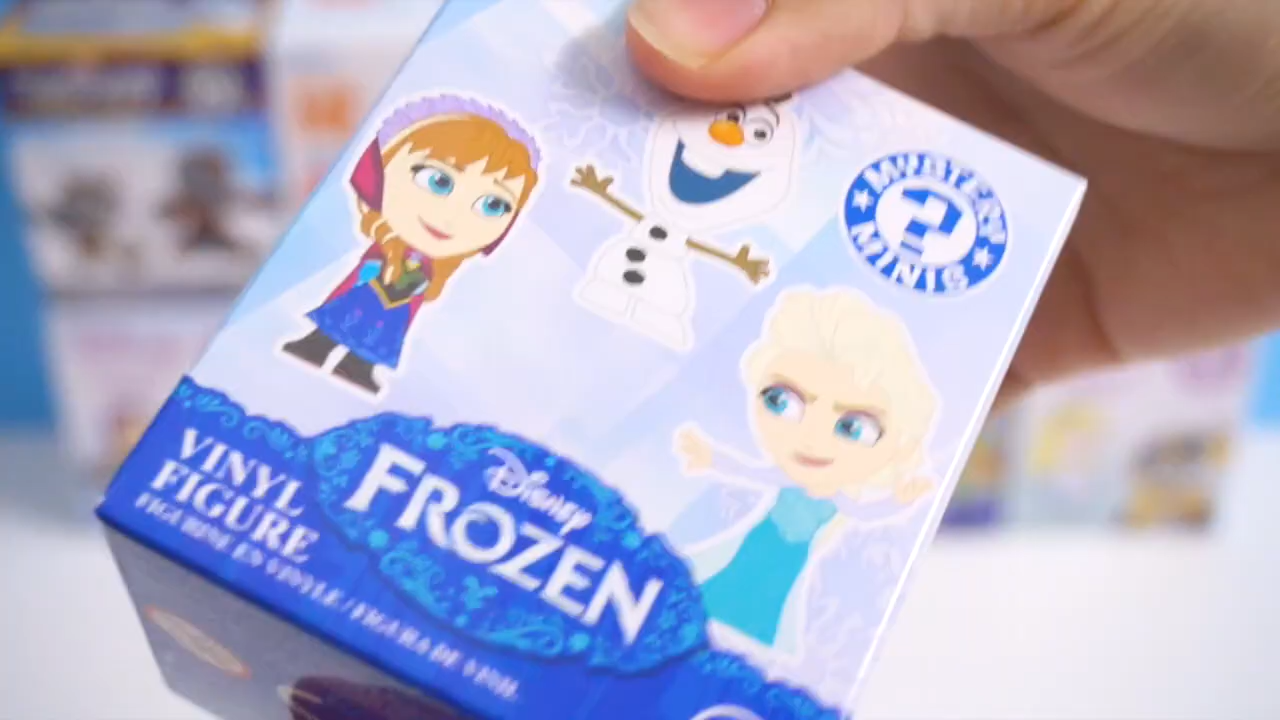 MYSTERY
?
MINIS
VINYL
FIGURE
FIGURINE EN VINYLE / FIGURA DE VINIL
Disney
FROZEN